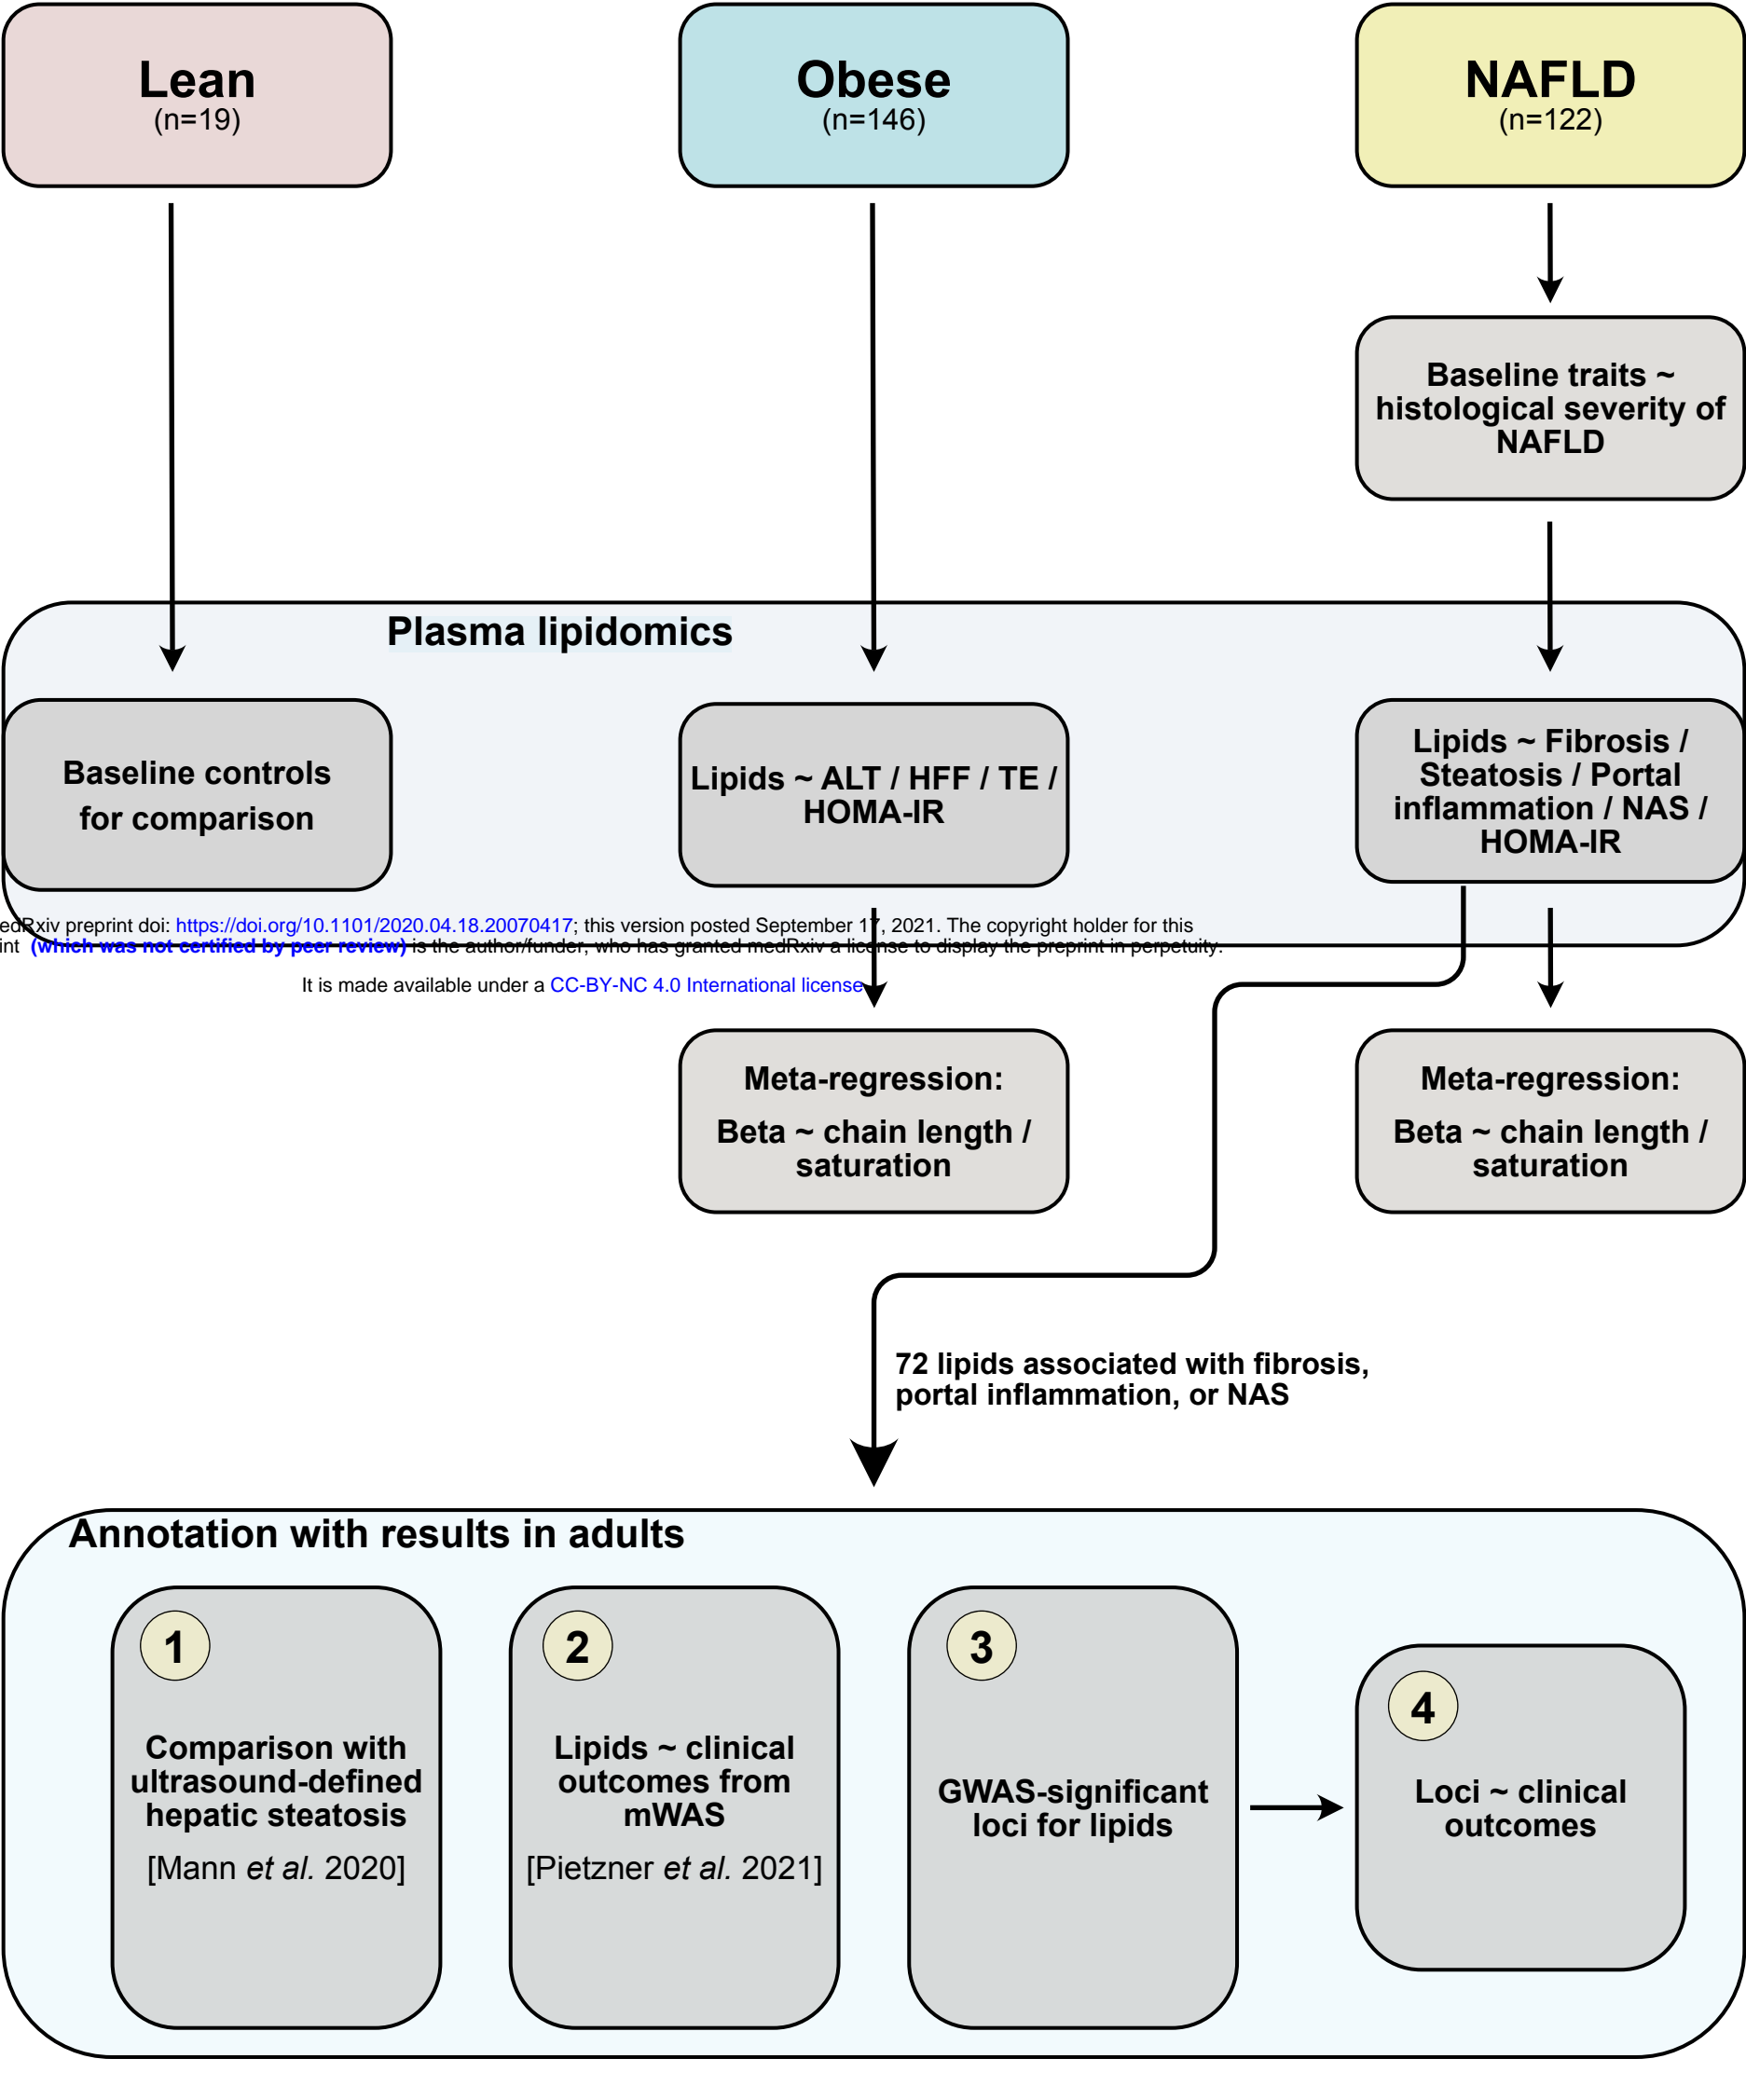 Lean
(n=19)
Obese
(n=146)
NAFLD
(n=122)
Baseline traits ~
histological severity of
NAFLD
Plasma lipidomics
Baseline controls
for comparison
Lipids ~ ALT / HFF / TE /
HOMA-IR
Lipids ~ Fibrosis /
Steatosis / Portal
inflammation / NAS /
HOMA-IR
edRxiv preprint doi: https://doi.org/10.1101/2020.04.18.20070417; this version posted September 17, 2021. The copyright holder for this
int (which was not certified by peer review) is the author/funder, who has granted medRxiv a license to display the preprint in perpetuity.
It is made available under a CC-BY-NC 4.0 International license
Meta-regression:
Beta ~ chain length /
saturation
Meta-regression:
Beta ~ chain length /
saturation
72 lipids associated with fibrosis,
portal inflammation, or NAS
Annotation with results in adults
1
Comparison with
ultrasound-defined
hepatic steatosis
[Mann et al. 2020]
2
Lipids ~ clinical
outcomes from
mWAS
[Pietzner et al. 2021]
3
GWAS-significant
loci for lipids
4
Loci ~ clinical
outcomes